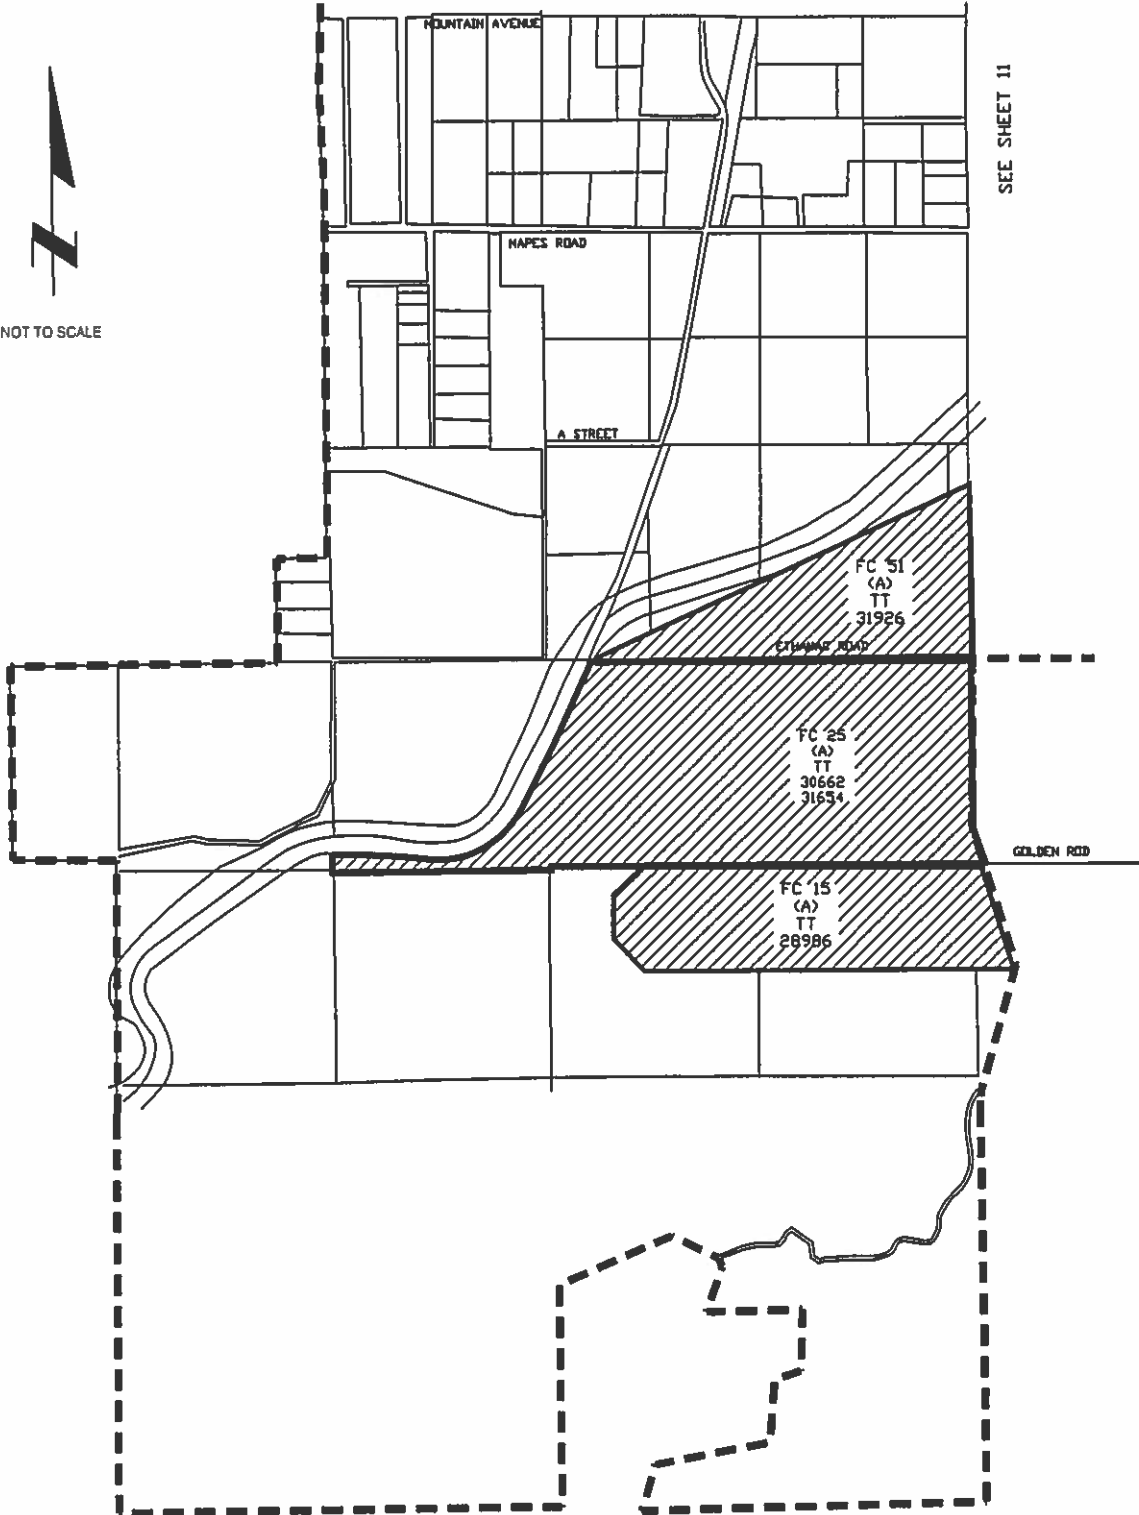 MOUNTAIN AVENUE
SEE SHEET 11
MAPES ROAD
NOT TO SCALE
A STREET
FC 51
(A)
TT
31926
ETHANAC ROAD
FC 25
(A)
TT
30662
31654
GOLDEN ROD
FC 15
(A)
TT
28986